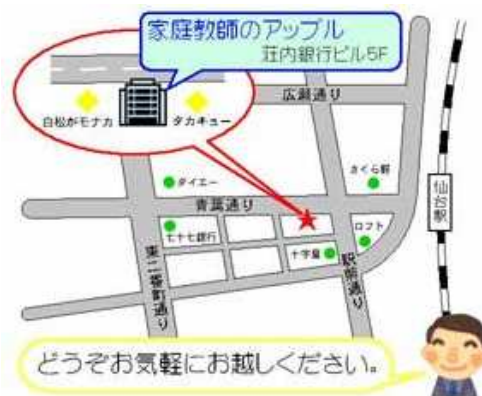 家庭教師のアップル
荘内銀行ビル5F
広瀬通り
白松がモナカ
タカキュー
ダイエー
さくら野
青葉通り
仙台駅
七十七銀行
ロフト
十字屋
東二番町通り
駅前通り
どうぞお気軽にお越しください。